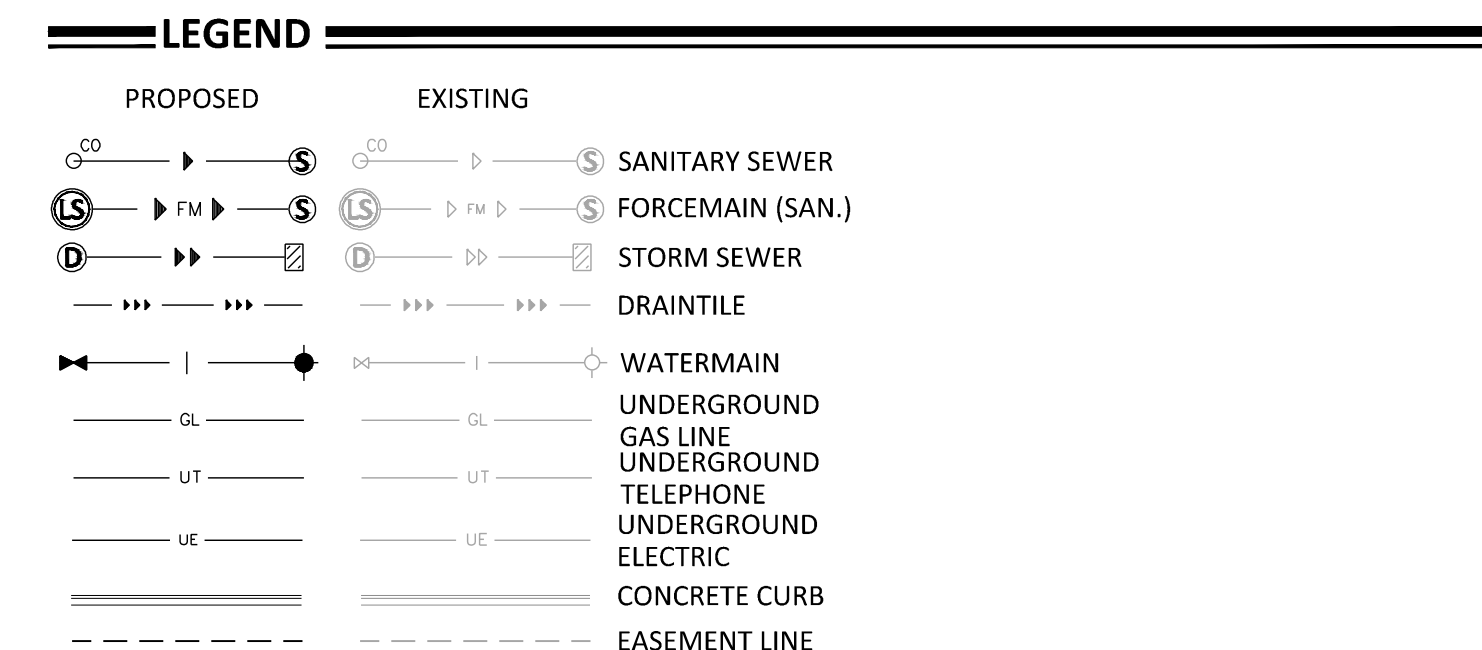 LEGEND
PROPOSED EXISTING
CO S CO S SANITARY SEWER
LS FM S LS FM S FORCEMAIN (SAN.)
D D STORM SEWER
DRAINTILE
WATERMAIN
GL GL UNDERGROUND
GAS LINE
UT UT UNDERGROUND
TELEPHONE
UE UE UNDERGROUND
ELECTRIC
CONCRETE CURB
EASEMENT LINE